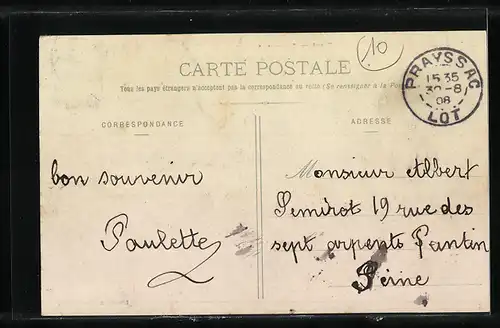 10
CARTE POSTALE
Tous les pays étrangers n'acceptent pas la correspondance au recto (Se renseigner à la Poste
CORRESPONDANCE
ADRESSE
PRAYSSAC
15 35
30 -8
08
LOT
bon souvenir
Paulette
Monsieur Albert
Semirot 19 rue des
sept arpents Pantin
Seine